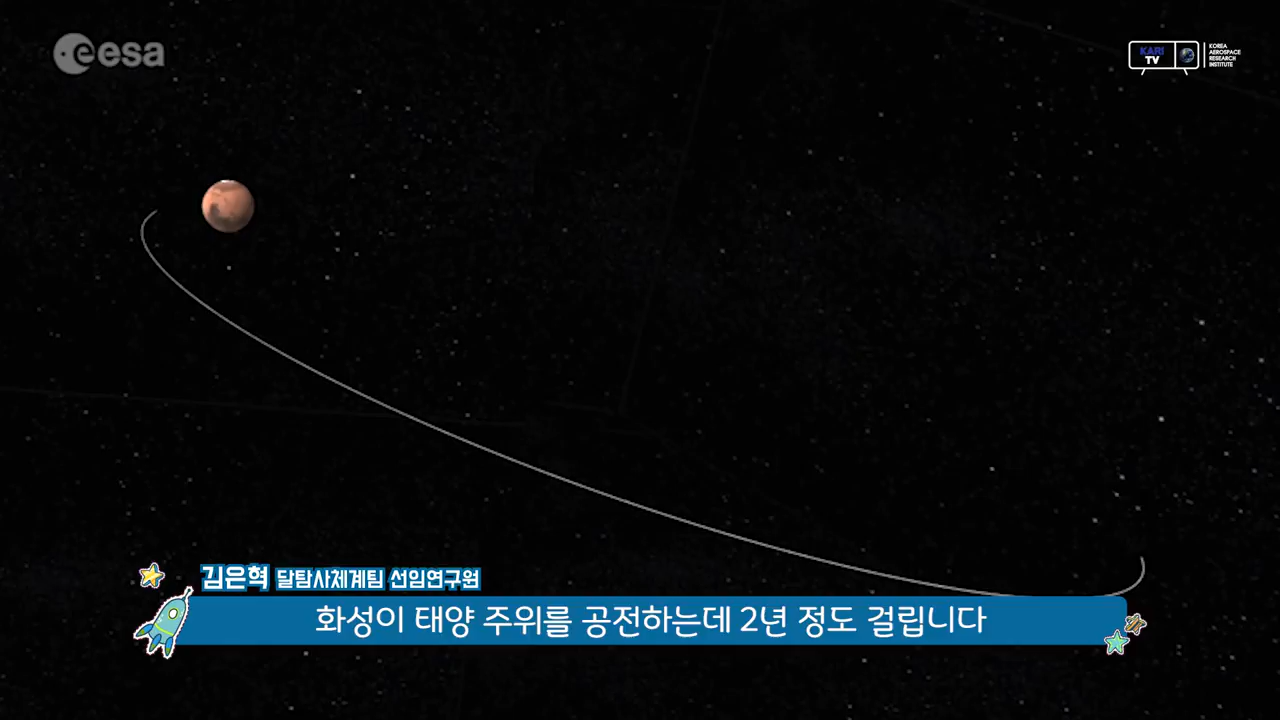 esa
KARI
TV
KOREA
AEROSPACE
RESEARCH
INSTITUTE
김은혁 달탐사체계팀 선임연구원
화성이 태양 주위를 공전하는데 2년 정도 걸립니다